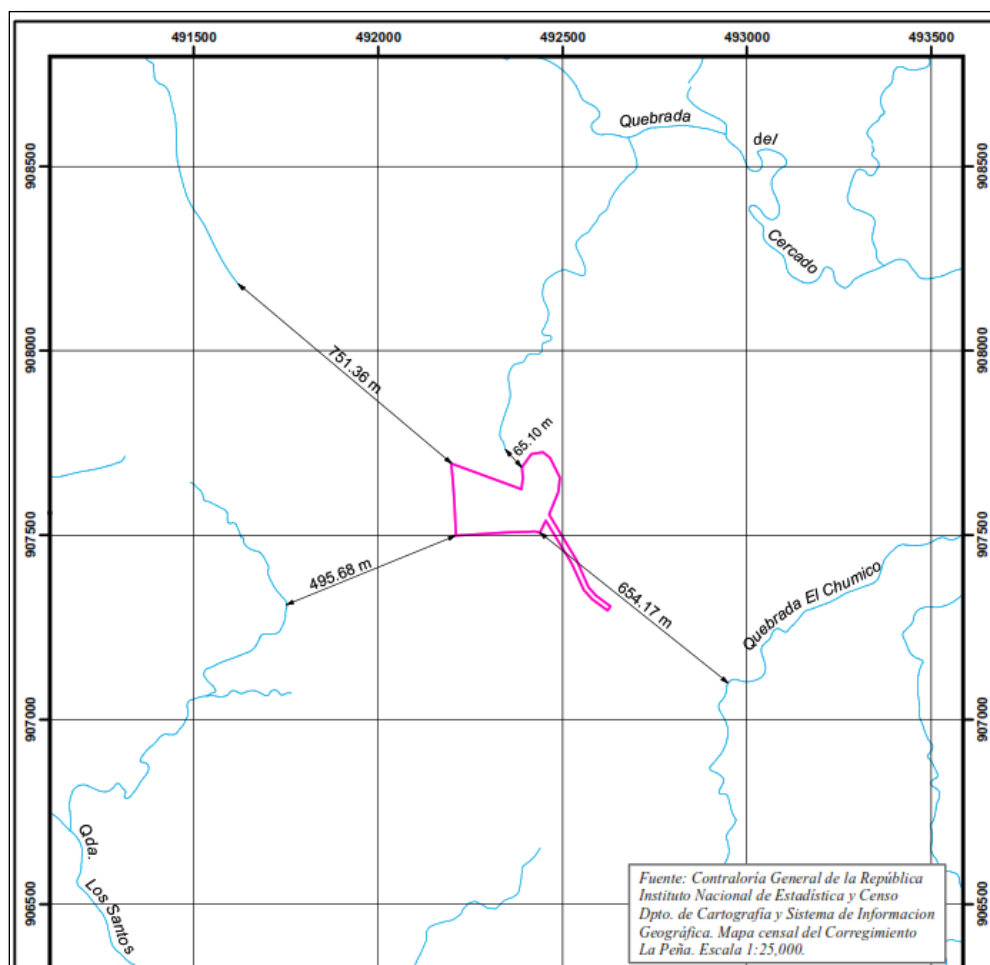 491500
492000
492500
493000
493500
Quebrada
del
Cercado
908500
908500
908000
908000
751.36 m
65.10 m
907500
907500
495.68 m
654.17 m
Quebrada El Chumico
907000
907000
Qda.
Los Santos
906500
906500
Fuente: Contraloría General de la República
Instituto Nacional de Estadística y Censo
Dpto. de Cartografía y Sistema de Informacion
Geográfica. Mapa censal del Corregimiento
La Peña. Escala 1:25,000.